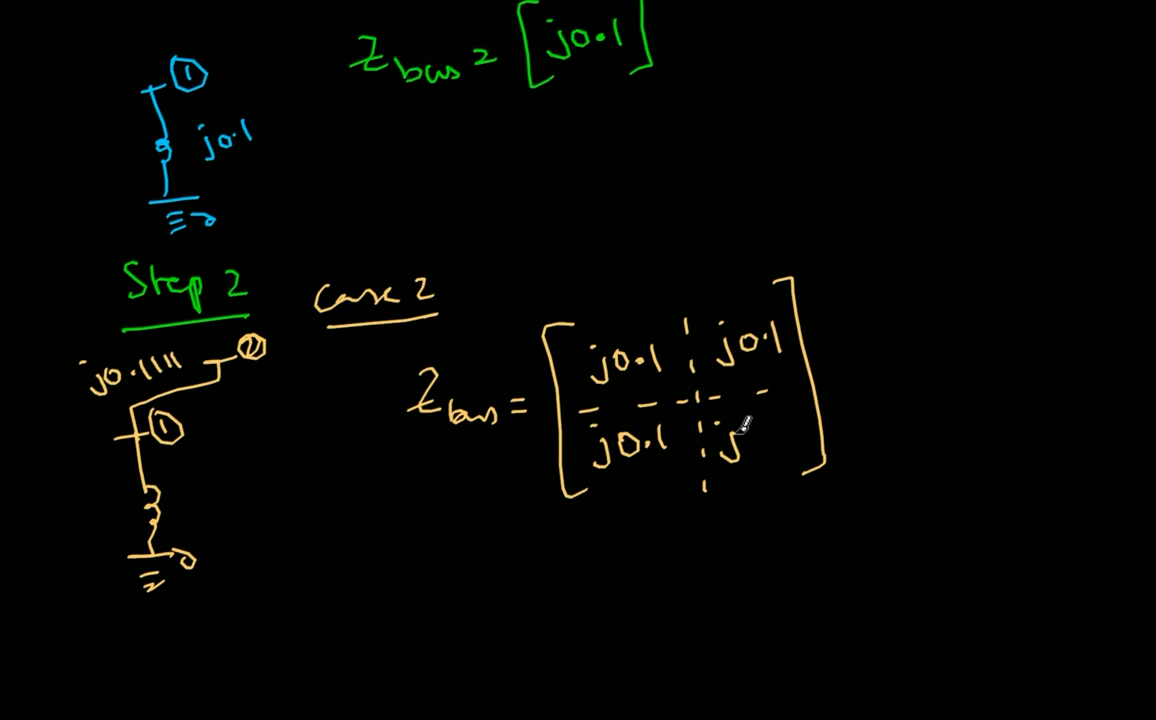 Zbus = [j0.1]
1
j0.1
0
Step 2
Case 2
j0.1111
2
1
0
Zbus = [j0.1 j0.1
j0.1 j]